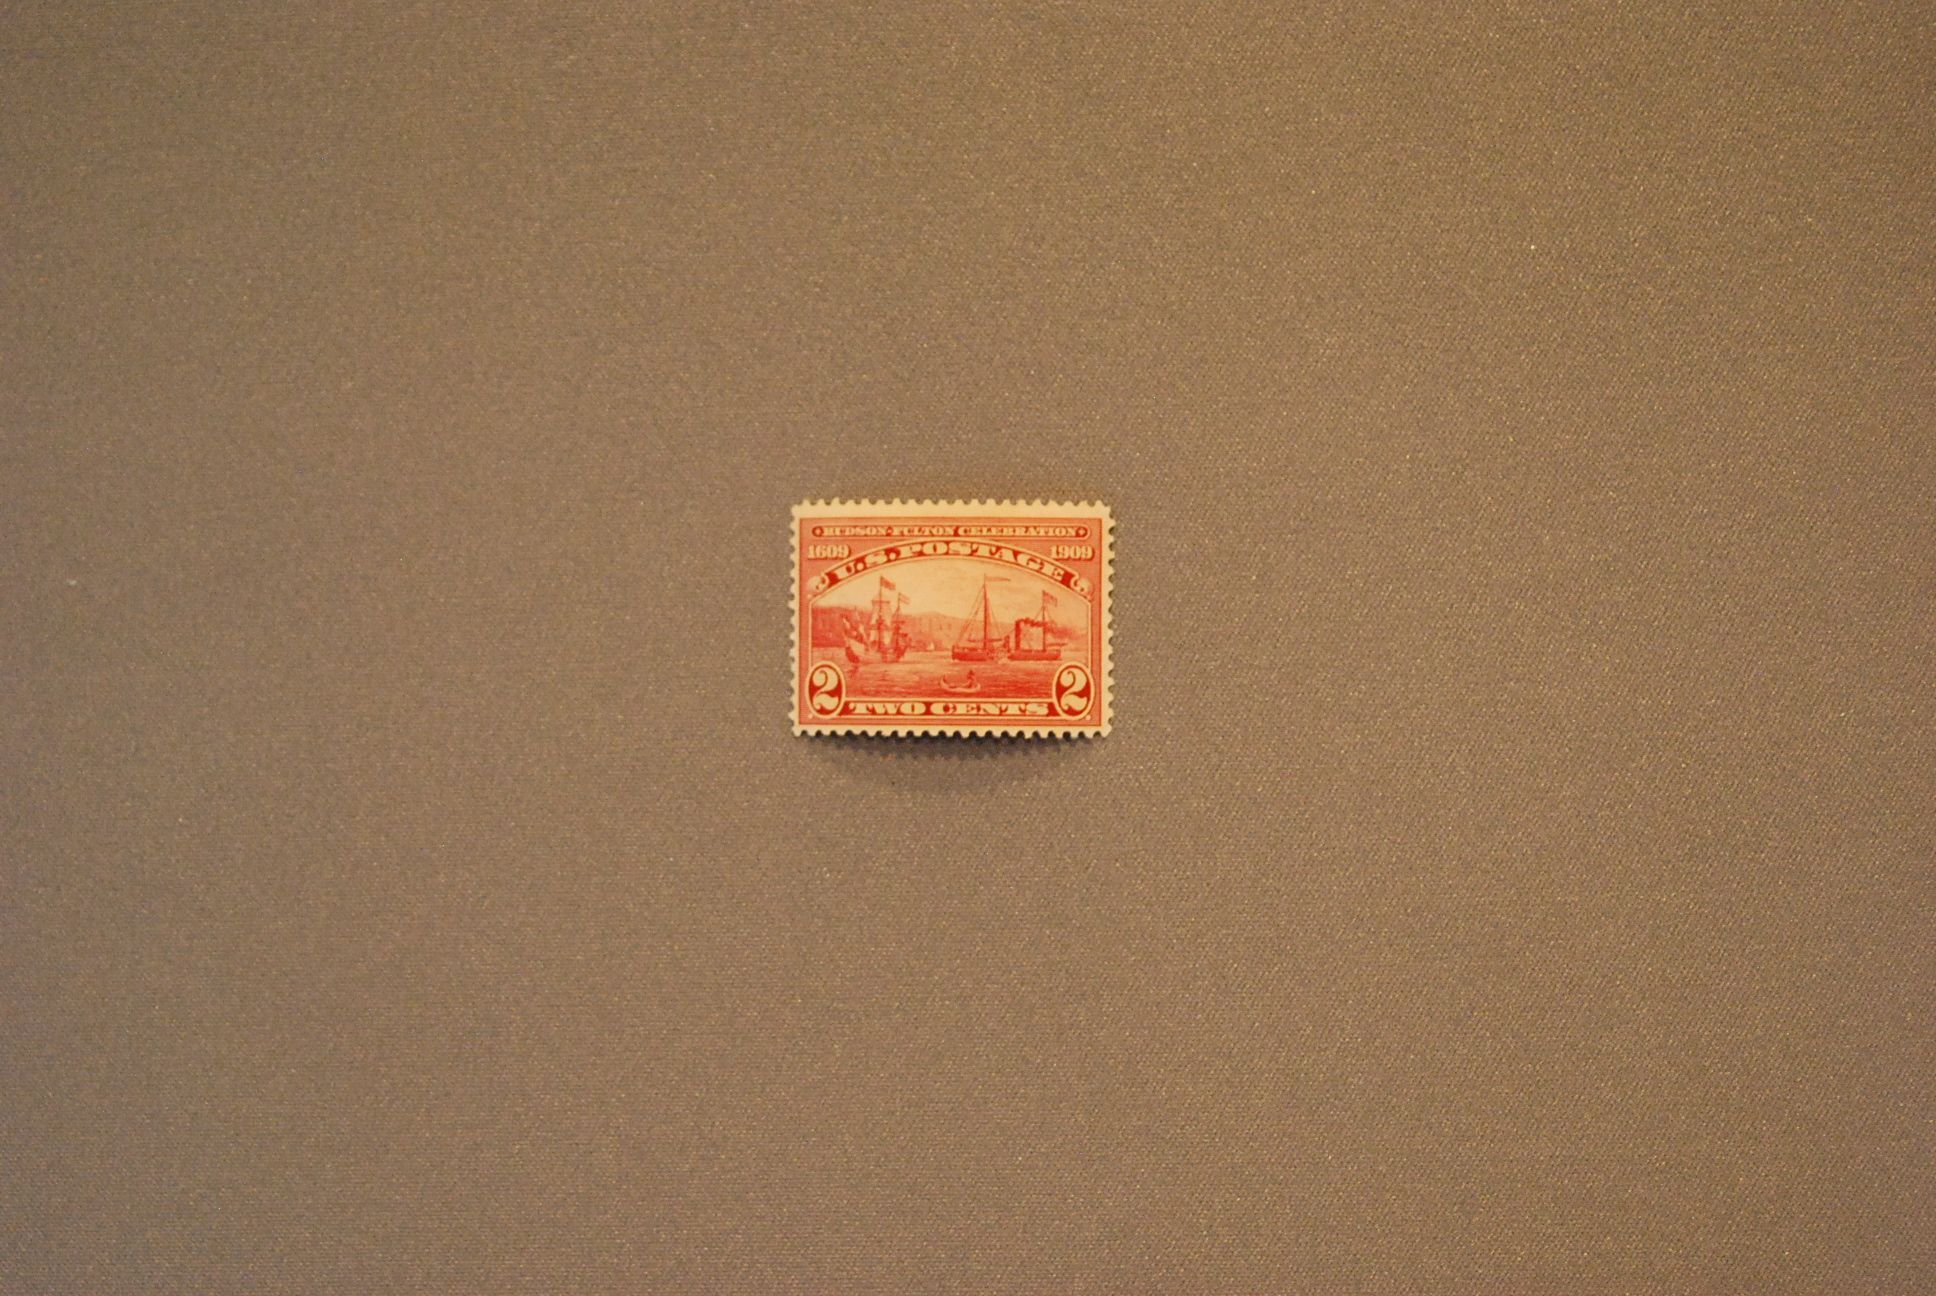 HUDSON-FULTON CELEBRATION
1609 1909
U.S. POSTAGE
2 2
TWO CENTS